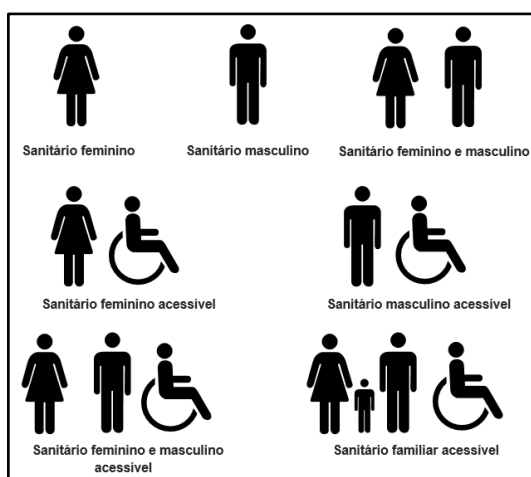 Sanitário feminino
Sanitário masculino
Sanitário feminino e masculino
Sanitário feminino acessível
Sanitário masculino acessível
Sanitário feminino e masculino
acessível
Sanitário familiar acessível